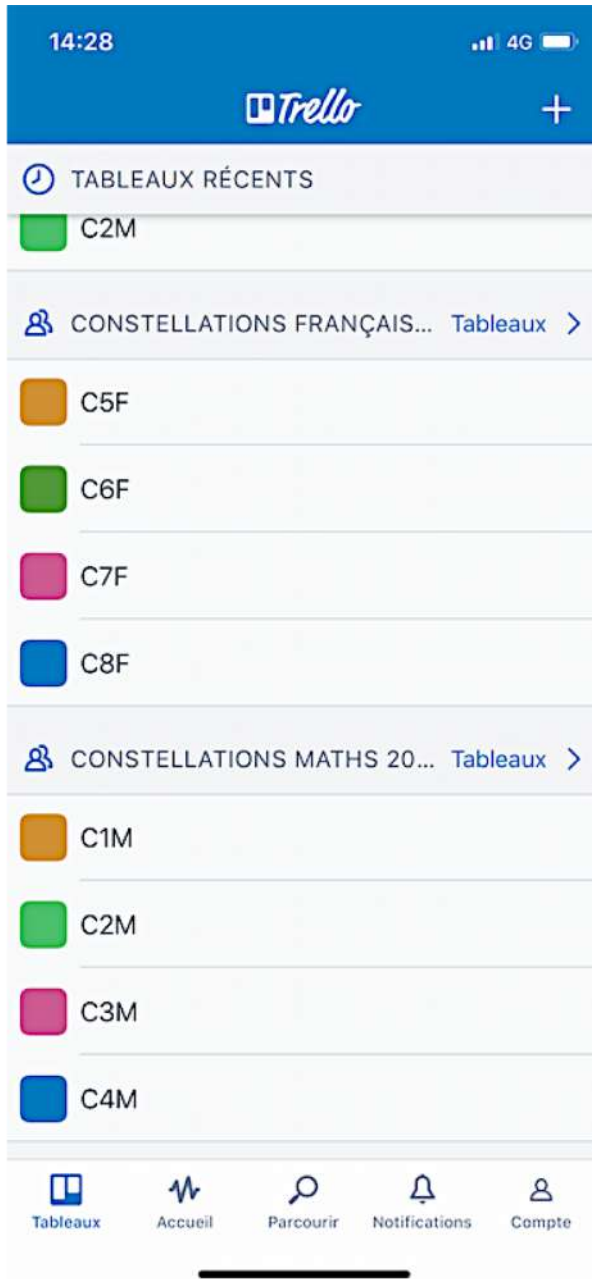 14:28 4G
Trello
TABLEAUX RÉCENTS
C2M
CONSTELLATIONS FRANÇAIS... Tableaux
C5F
C6F
C7F
C8F
CONSTELLATIONS MATHS 20... Tableaux
C1M
C2M
C3M
C4M
Tableaux Accueil Parcourir Notifications Compte